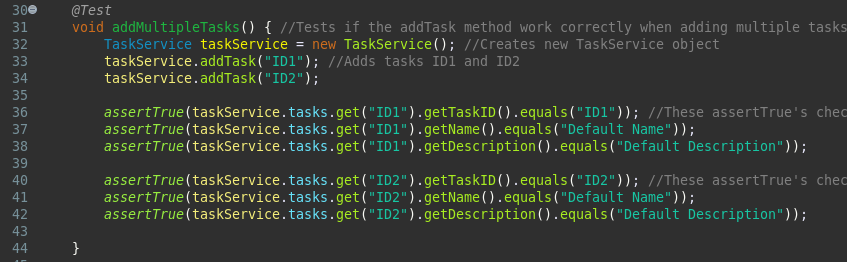 30 @Test
31 void addMultipleTasks() { //Tests if the addTask method work correctly when adding multiple tasks
32 TaskService taskService = new TaskService(); //Creates new TaskService object
33 taskService.addTask("ID1"); //Adds tasks ID1 and ID2
34 taskService.addTask("ID2");
35
36 assertTrue(taskService.tasks.get("ID1").getTaskID().equals("ID1")); //These assertTrue's chec
37 assertTrue(taskService.tasks.get("ID1").getName().equals("Default Name"));
38 assertTrue(taskService.tasks.get("ID1").getDescription().equals("Default Description"));
39
40 assertTrue(taskService.tasks.get("ID2").getTaskID().equals("ID2")); //These assertTrue's chec
41 assertTrue(taskService.tasks.get("ID2").getName().equals("Default Name"));
42 assertTrue(taskService.tasks.get("ID2").getDescription().equals("Default Description"));
43
44 }